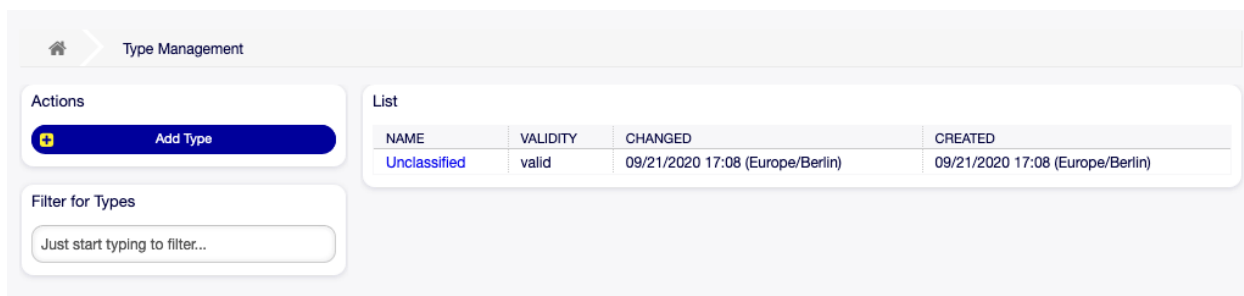 Type Management
Actions
Add Type
Filter for Types
Just start typing to filter...
List
NAME VALIDITY CHANGED CREATED
Unclassified valid 09/21/2020 17:08 (Europe/Berlin) 09/21/2020 17:08 (Europe/Berlin)